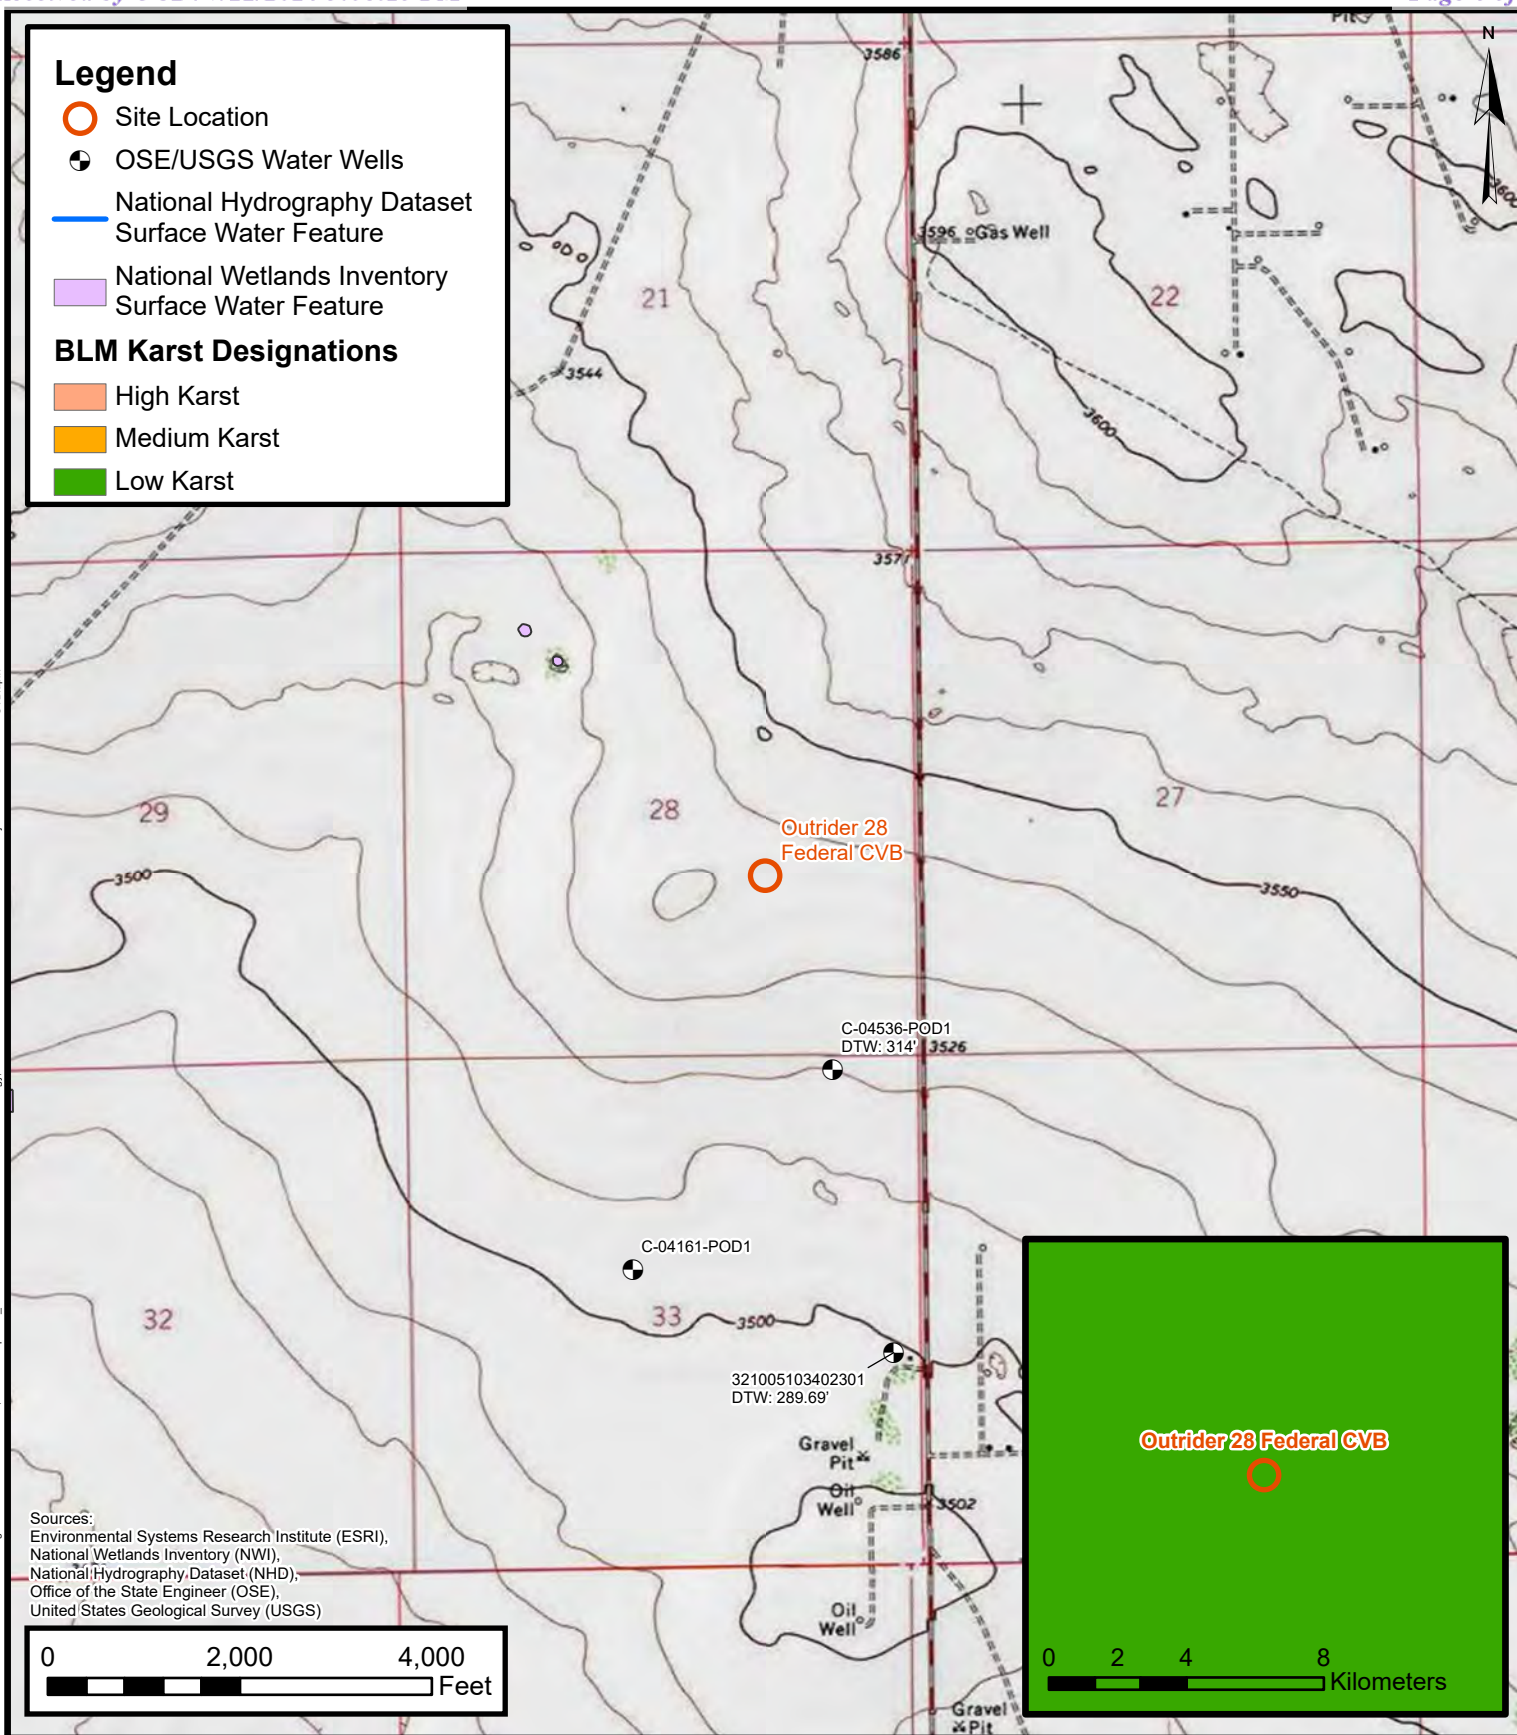 Legend
Site Location
OSE/USGS Water Wells
National Hydrography Dataset
Surface Water Feature
National Wetlands Inventory
Surface Water Feature
BLM Karst Designations
High Karst
Medium Karst
Low Karst
N
Pit
3586
3596
Gas Well
3600
21
22
3544
3600
3571
29
28
27
Outrider 28
Federal CVB
3500
3550
C-04536-POD1
DTW: 314'
3526
C-04161-POD1
32
33
3500
321005103402301
DTW: 289.69'
Gravel
Pit
Oil
Well
3502
Oil
Well
Gravel
Pit
Outrider 28 Federal CVB
0 2 4 8
Kilometers
Sources:
Environmental Systems Research Institute (ESRI),
National Wetlands Inventory (NWI),
National Hydrography Dataset (NHD),
Office of the State Engineer (OSE),
United States Geological Survey (USGS)
0 2,000 4,000
Feet